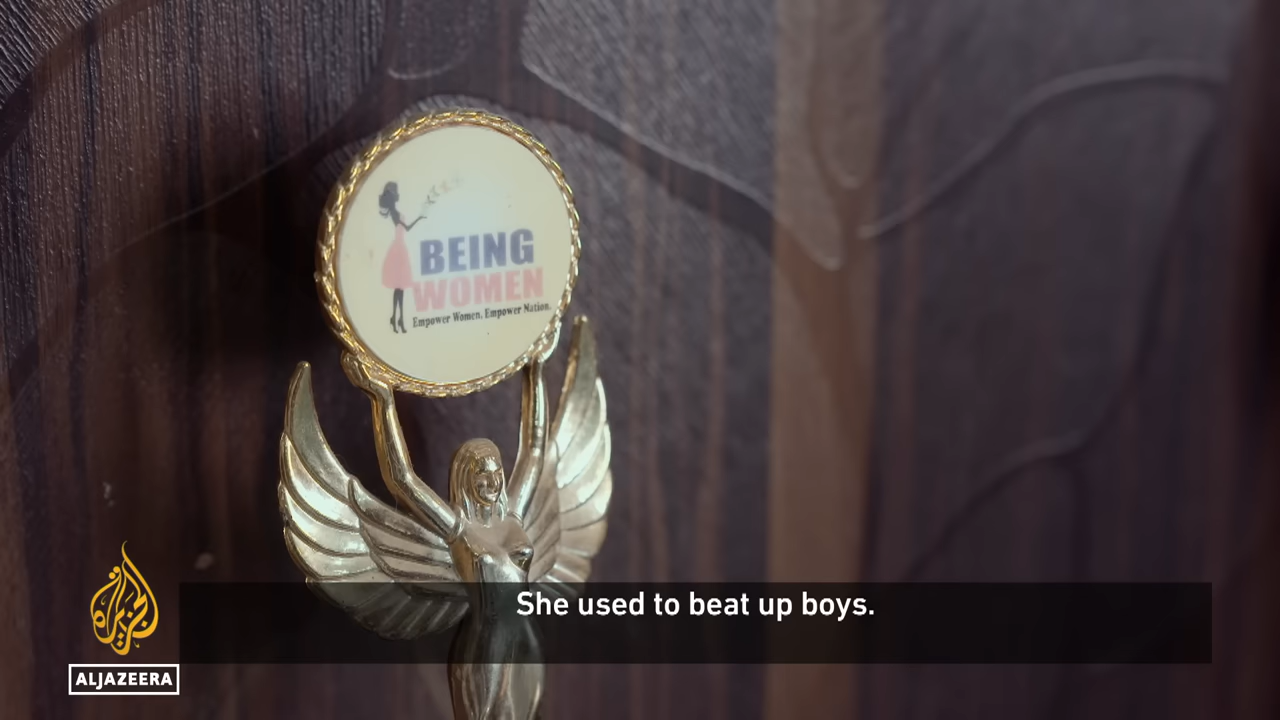 BEING
WOMEN
Empower Women. Empower Nation.
She used to beat up boys.
الجزيرة
ALJAZEERA